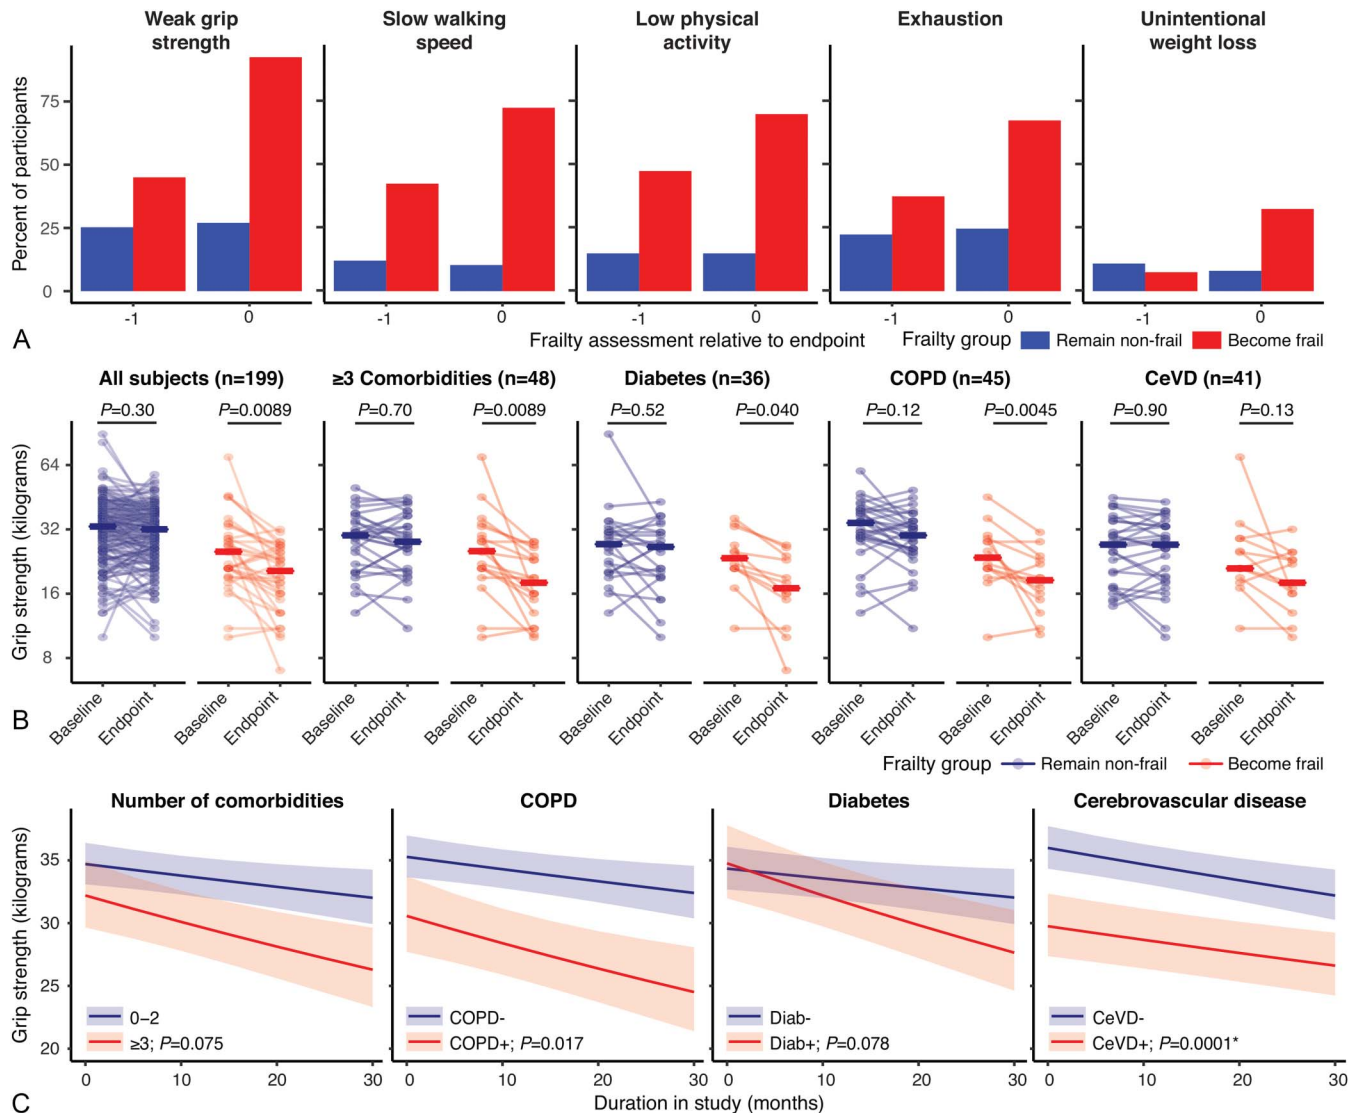 Weak grip strength
Slow walking speed
Low physical activity
Exhaustion
Unintentional weight loss
Percent of participants
75
50
25
0
-1 0
-1 0
-1 0
-1 0
-1 0
Frailty assessment relative to endpoint
Frailty group Remain non-frail Become frail
A
All subjects (n=199)
≥3 Comorbidities (n=48)
Diabetes (n=36)
COPD (n=45)
CeVD (n=41)
P=0.30 P=0.0089
P=0.70 P=0.0089
P=0.52 P=0.040
P=0.12 P=0.0045
P=0.90 P=0.13
Grip strength (kilograms)
64
32
16
8
Baseline Endpoint Baseline Endpoint
Baseline Endpoint Baseline Endpoint
Baseline Endpoint Baseline Endpoint
Baseline Endpoint Baseline Endpoint
Baseline Endpoint Baseline Endpoint
B
Frailty group Remain non-frail Become frail
Number of comorbidities
COPD
Diabetes
Cerebrovascular disease
Grip strength (kilograms)
35
30
25
20
0–2
≥3; P=0.075
COPD-
COPD+; P=0.017
Diab-
Diab+; P=0.078
CeVD-
CeVD+; P=0.0001*
0 10 20 30
0 10 20 30
0 10 20 30
0 10 20 30
Duration in study (months)
C